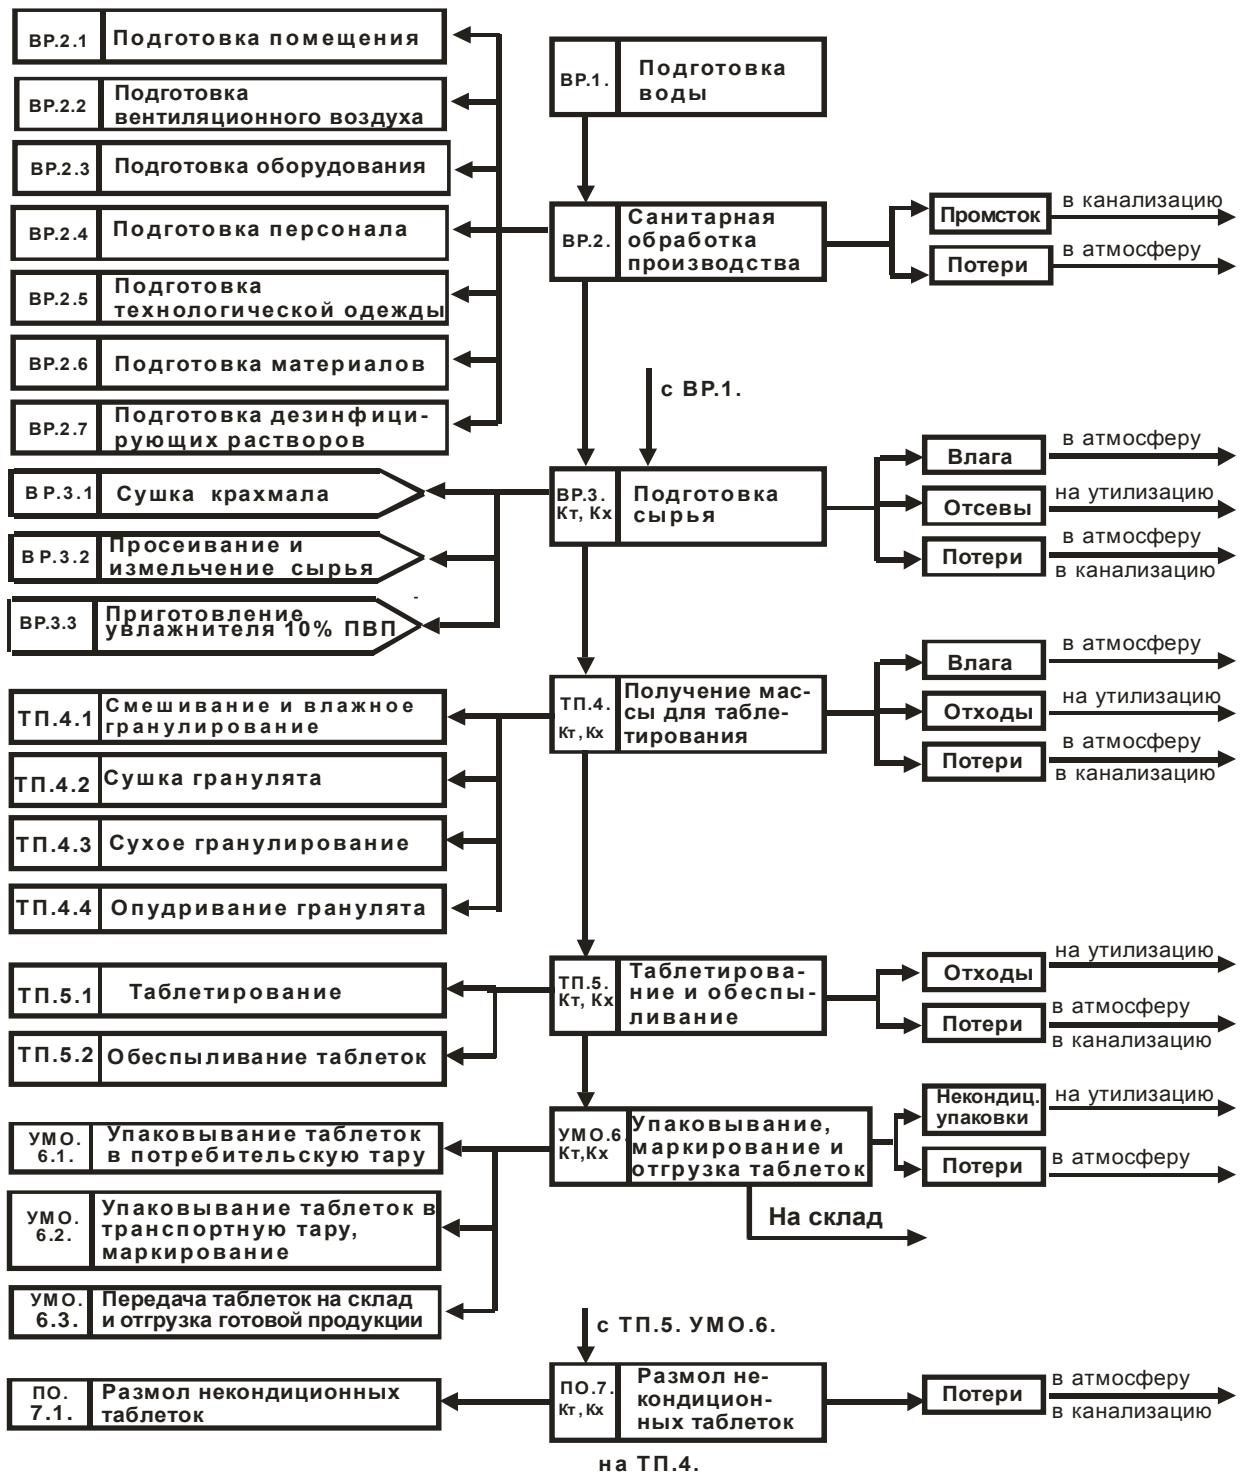 ВР.2.1
Подготовка помещения
ВР.2.2
Подготовка
вентиляционного воздуха
ВР.2.3
Подготовка оборудования
ВР.2.4
Подготовка персонала
ВР.2.5
Подготовка
технологической одежды
ВР.2.6
Подготовка материалов
ВР.2.7
Подготовка дезинфици-
рующих растворов
ВР.1.
Подготовка
воды
ВР.2.
Санитарная
обработка
производства
Промсток
в канализацию
Потери
в атмосферу
с ВР.1.
ВР.3.1
Сушка крахмала
ВР.3.2
Просеивание и
измельчение сырья
ВР.3.3
Приготовление
увлажнителя 10% ПВП
ВР.3.
Кт, Кх
Подготовка
сырья
Влага
в атмосферу
Отсевы
на утилизацию
Потери
в атмосферу
в канализацию
ТП.4.1
Смешивание и влажное
гранулирование
ТП.4.2
Сушка гранулята
ТП.4.3
Сухое гранулирование
ТП.4.4
Опудривание гранулята
ТП.4.
Кт, Кх
Получение мас-
сы для табле-
тирования
Влага
в атмосферу
Отходы
на утилизацию
Потери
в атмосферу
в канализацию
ТП.5.1
Таблетирование
ТП.5.2
Обеспыливание таблеток
ТП.5.
Кт, Кх
Таблетирова-
ние и обеспы-
ливание
Отходы
на утилизацию
Потери
в атмосферу
в канализацию
УМО.
6.1.
Упаковывание таблеток
в потребительскую тару
УМО.
6.2.
Упаковывание таблеток в
транспортную тару,
маркирование
УМО.
6.3.
Передача таблеток на склад
и отгрузка готовой продукции
УМО.6.
Кт,Кх
Упаковывание,
маркирование и
отгрузка таблеток
Некондиц.
упаковки
на утилизацию
Потери
в атмосферу
На склад
с ТП.5. УМО.6.
ПО.
7.1.
Размол некондиционных
таблеток
ПО.7.
Кт, Кх
Размол не-
кондицион-
ных таблеток
Потери
в атмосферу
в канализацию
на ТП.4.